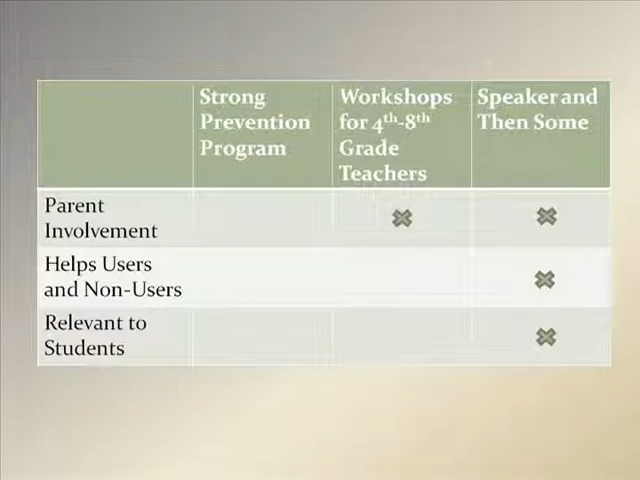 Strong
Prevention
Program
Workshops
for 4th-8th
Grade
Teachers
Speaker and
Then Some
Parent
Involvement
Helps Users
and Non-Users
Relevant to
Students